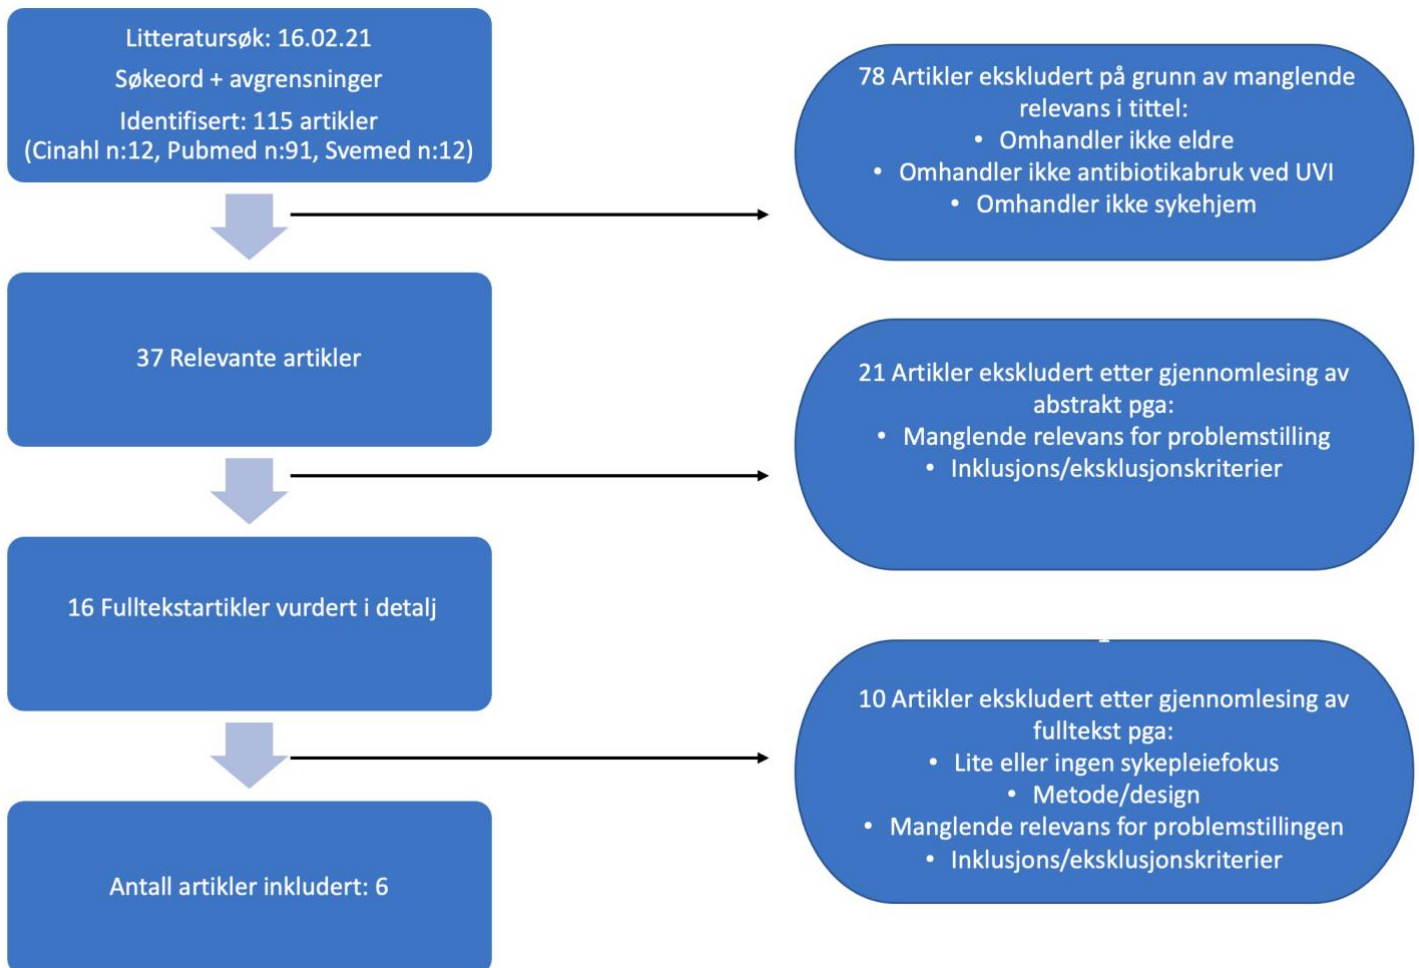 Litteratursøk: 16.02.21
Søkeord + avgrensninger
Identifisert: 115 artikler
(Cinahl n:12, Pubmed n:91, Svemed n:12)
78 Artikler ekskludert på grunn av manglende
relevans i tittel:
• Omhandler ikke eldre
• Omhandler ikke antibiotikabruk ved UVI
• Omhandler ikke sykehjem
37 Relevante artikler
21 Artikler ekskludert etter gjennomlesing av
abstrakt pga:
• Manglende relevans for problemstilling
• Inklusjons/eksklusjonskriterier
16 Fulltekstartikler vurdert i detalj
10 Artikler ekskludert etter gjennomlesing av
fulltekst pga:
• Lite eller ingen sykepleiefokus
• Metode/design
• Manglende relevans for problemstillingen
• Inklusjons/eksklusjonskriterier
Antall artikler inkludert: 6